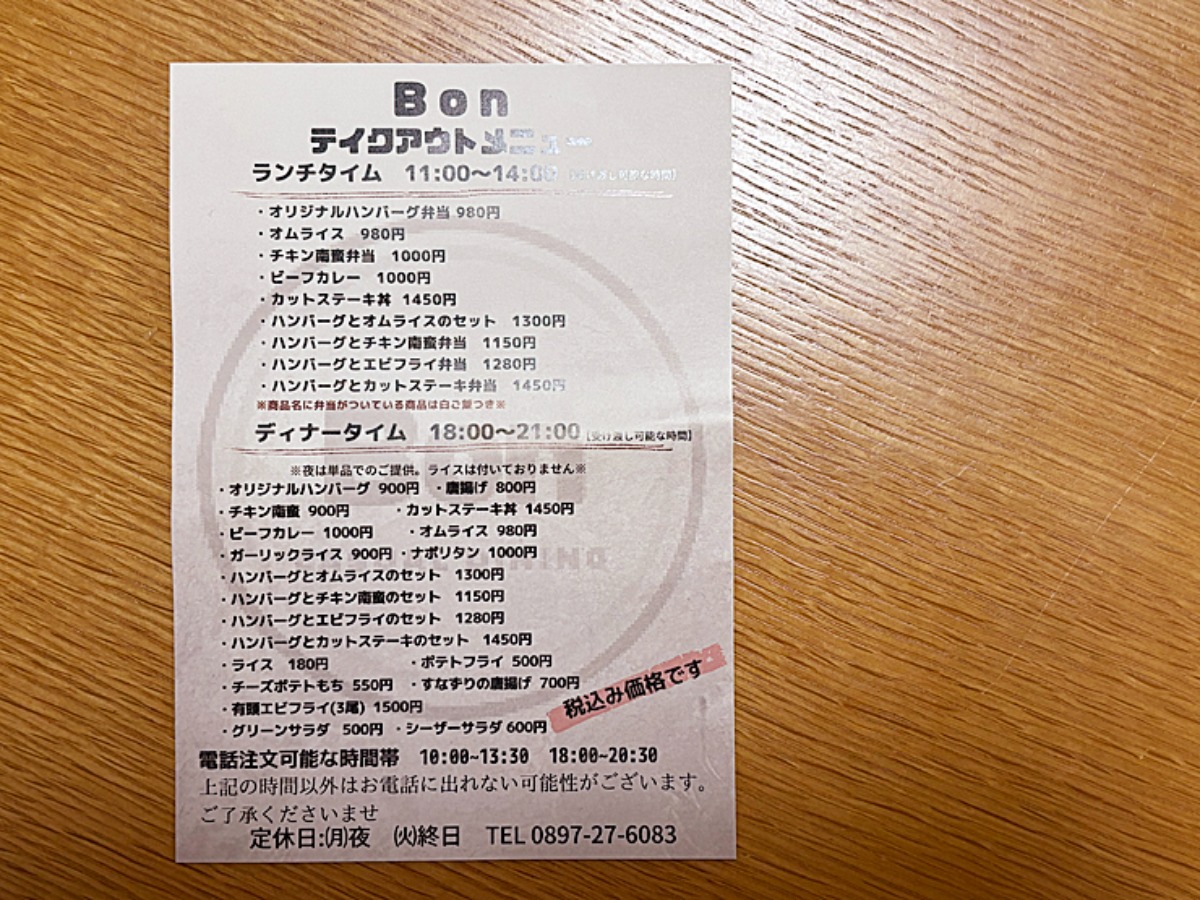 Bon
テイクアウトメニュー
ランチタイム　11:00～14:00 【受け渡し可能な時間】
・オリジナルハンバーグ弁当 980円
・オムライス　980円
・チキン南蛮弁当　1000円
・ビーフカレー　1000円
・カットステーキ丼 1450円
・ハンバーグとオムライスのセット　1300円
・ハンバーグとチキン南蛮弁当　1150円
・ハンバーグとエビフライ弁当　1280円
・ハンバーグとカットステーキ弁当　1450円
※商品名に弁当がついている商品は白ご飯つき※
ディナータイム　18:00～21:00【受け渡し可能な時間】
※夜は単品でのご提供。ライスは付いておりません※
・オリジナルハンバーグ 900円　・唐揚げ 800円
・チキン南蛮 900円　・カットステーキ丼 1450円
・ビーフカレー 1000円　・オムライス 980円
・ガーリックライス 900円 ・ナポリタン 1000円
・ハンバーグとオムライスのセット　1300円
・ハンバーグとチキン南蛮のセット　1150円
・ハンバーグとエビフライのセット　1280円
・ハンバーグとカットステーキのセット　1450円
・ライス　180円　・ポテトフライ 500円
・チーズポテトもち 550円　・すなずりの唐揚げ 700円
・有頭エビフライ(3尾) 1500円
・グリーンサラダ　500円 ・シーザーサラダ 600円
税込み価格です
電話注文可能な時間帯　10:00~13:30　18:00~20:30
上記の時間以外はお電話に出れない可能性がございます。
ご了承くださいませ
定休日:㈪夜　㈫終日　TEL 0897-27-6083